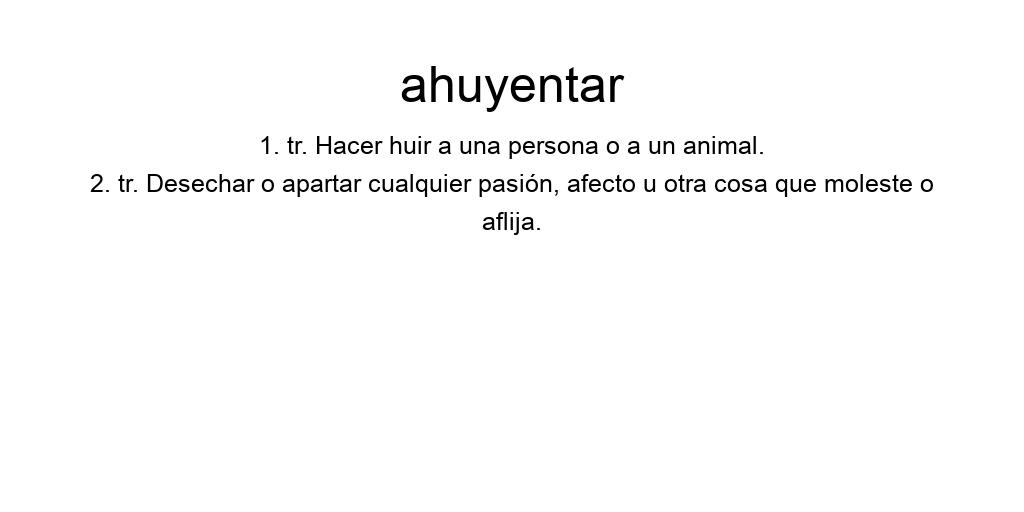 ahuyentar
1. tr. Hacer huir a una persona o a un animal.
2. tr. Desechar o apartar cualquier pasión, afecto u otra cosa que moleste o
aflija.